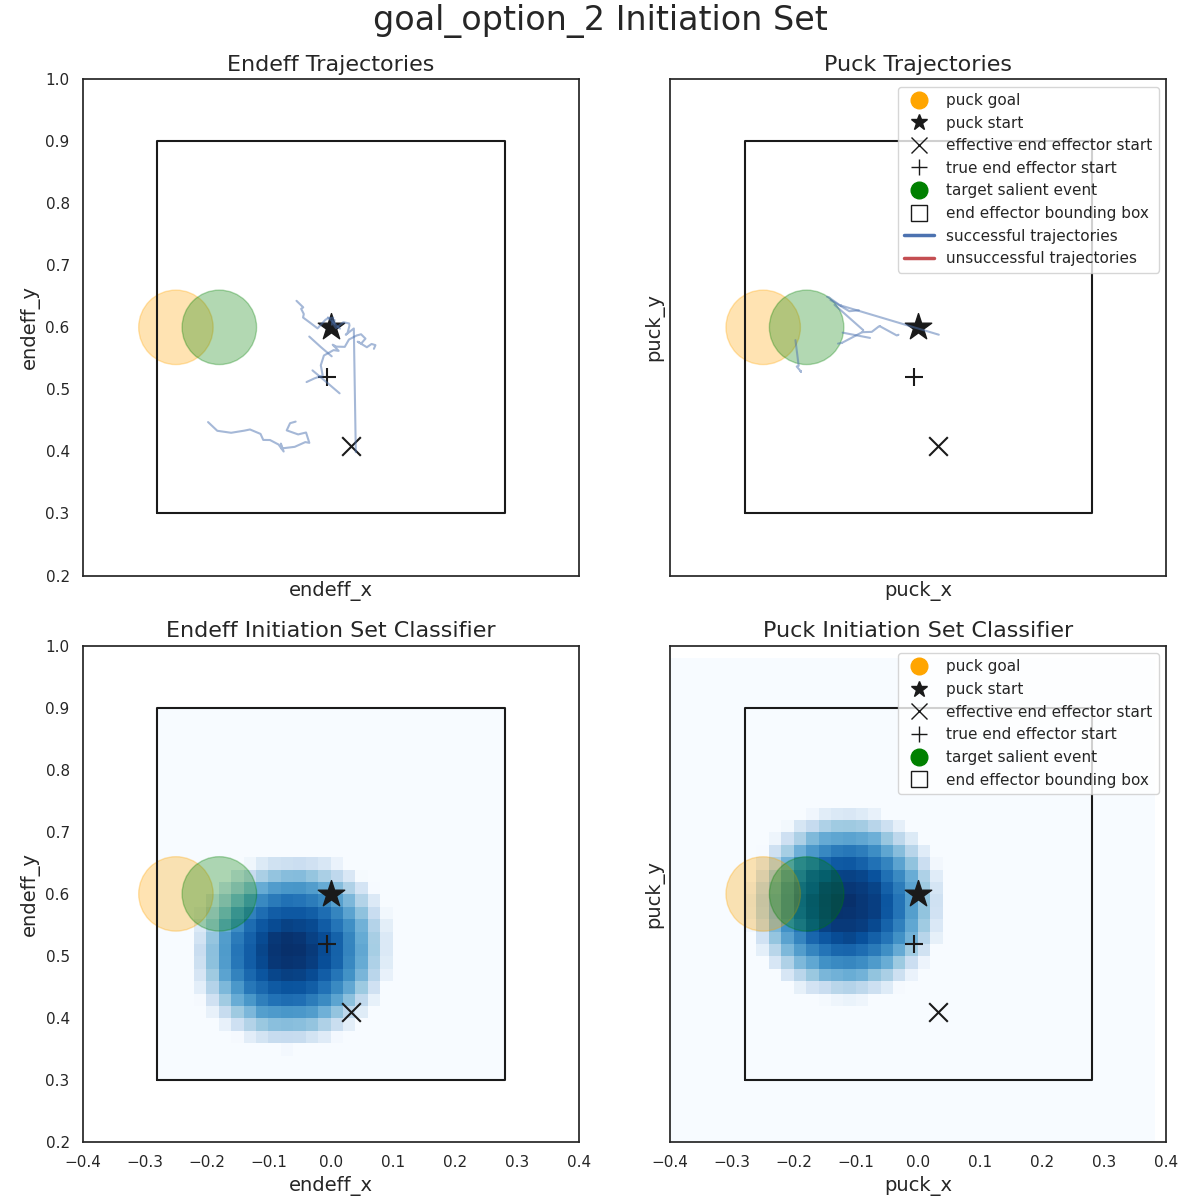 goal_option_2 Initiation Set
Endeff Trajectories
Puck Trajectories
1.0
0.9
0.8
0.7
0.6
0.5
0.4
0.3
0.2
endeff_y
endeff_x
puck_y
puck_x
puck goal
puck start
effective end effector start
true end effector start
target salient event
end effector bounding box
successful trajectories
unsuccessful trajectories
Endeff Initiation Set Classifier
Puck Initiation Set Classifier
1.0
0.9
0.8
0.7
0.6
0.5
0.4
0.3
0.2
endeff_y
−0.4 −0.3 −0.2 −0.1 0.0 0.1 0.2 0.3 0.4
endeff_x
puck_y
puck goal
puck start
effective end effector start
true end effector start
target salient event
end effector bounding box
−0.4 −0.3 −0.2 −0.1 0.0 0.1 0.2 0.3 0.4
puck_x